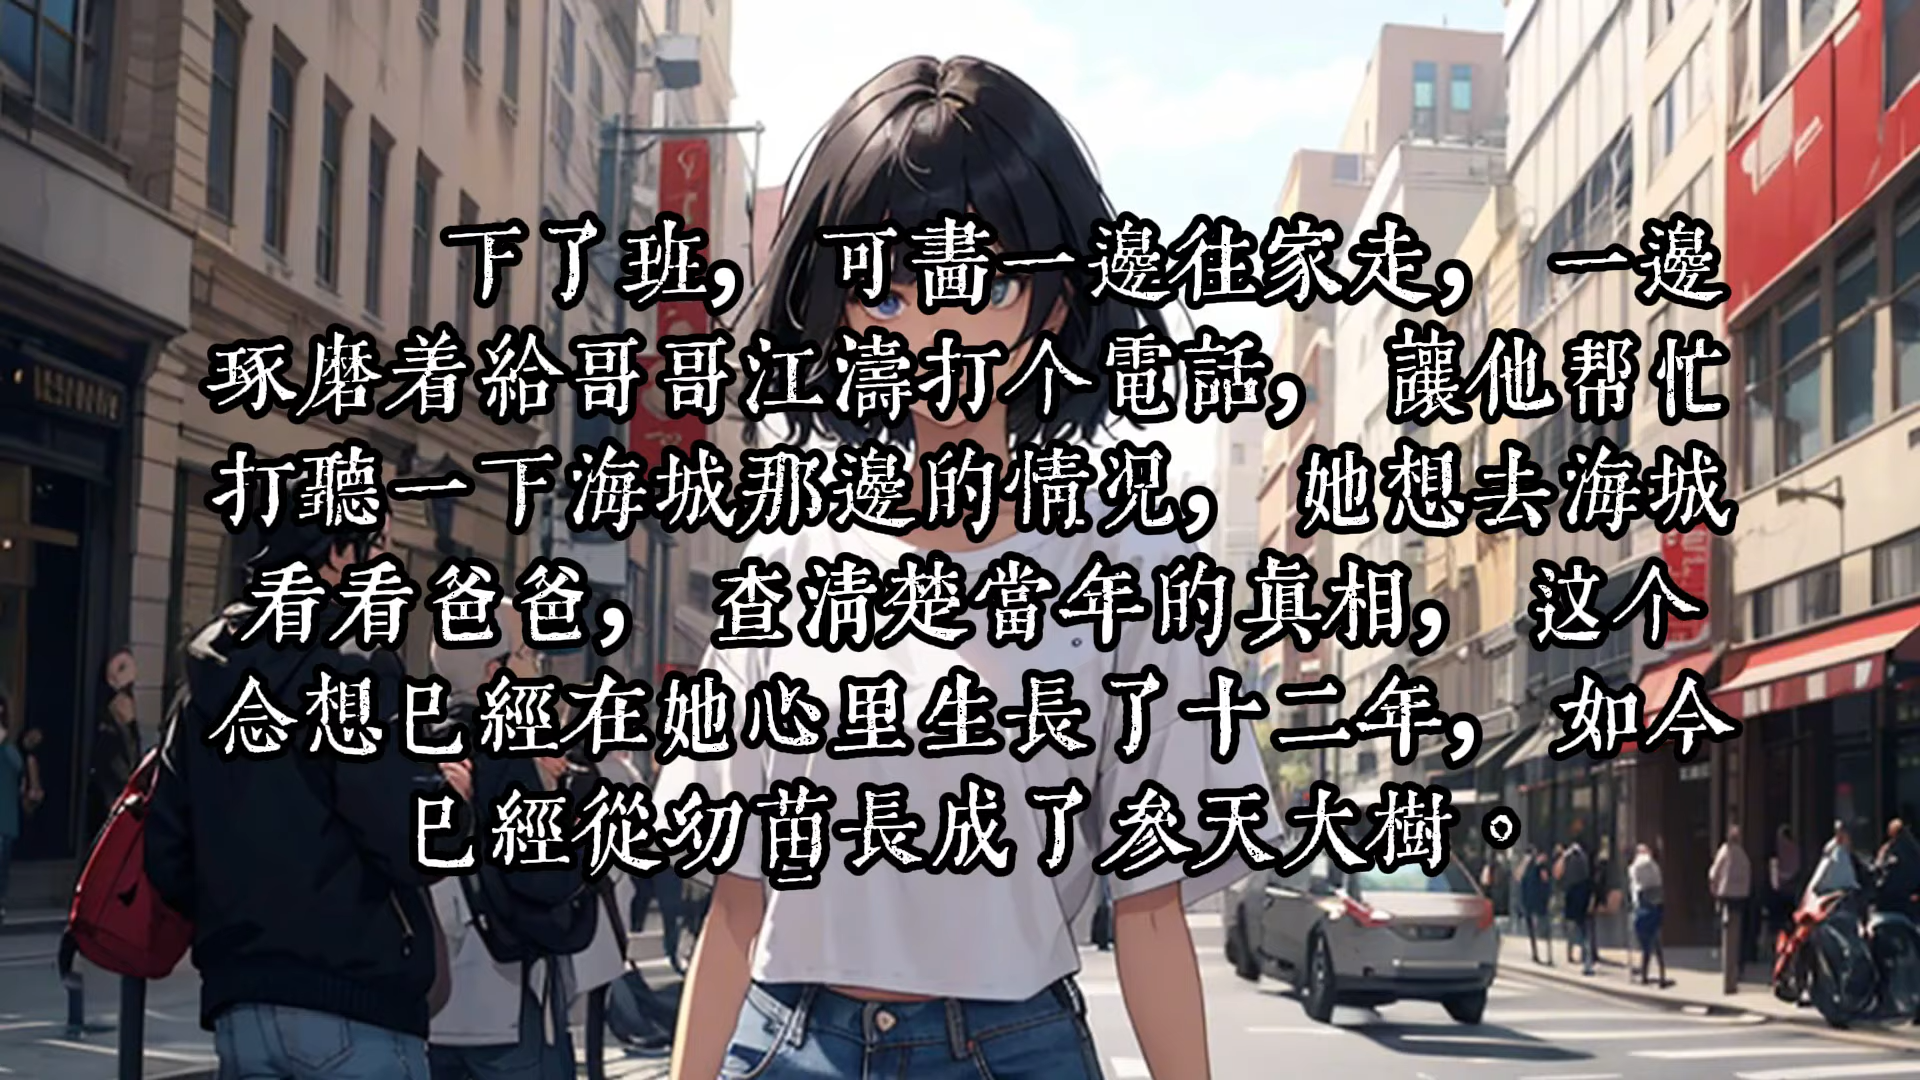 下了班，可畵一邊往家走，一邊
琢磨着給哥哥江濤打个電話，讓他帮忙
打聽一下海城那邊的情况，她想去海城
看看爸爸，查清楚當年的眞相，这个
念想已經在她心里生長了十二年，如今
已經從幼苗長成了参天大樹。